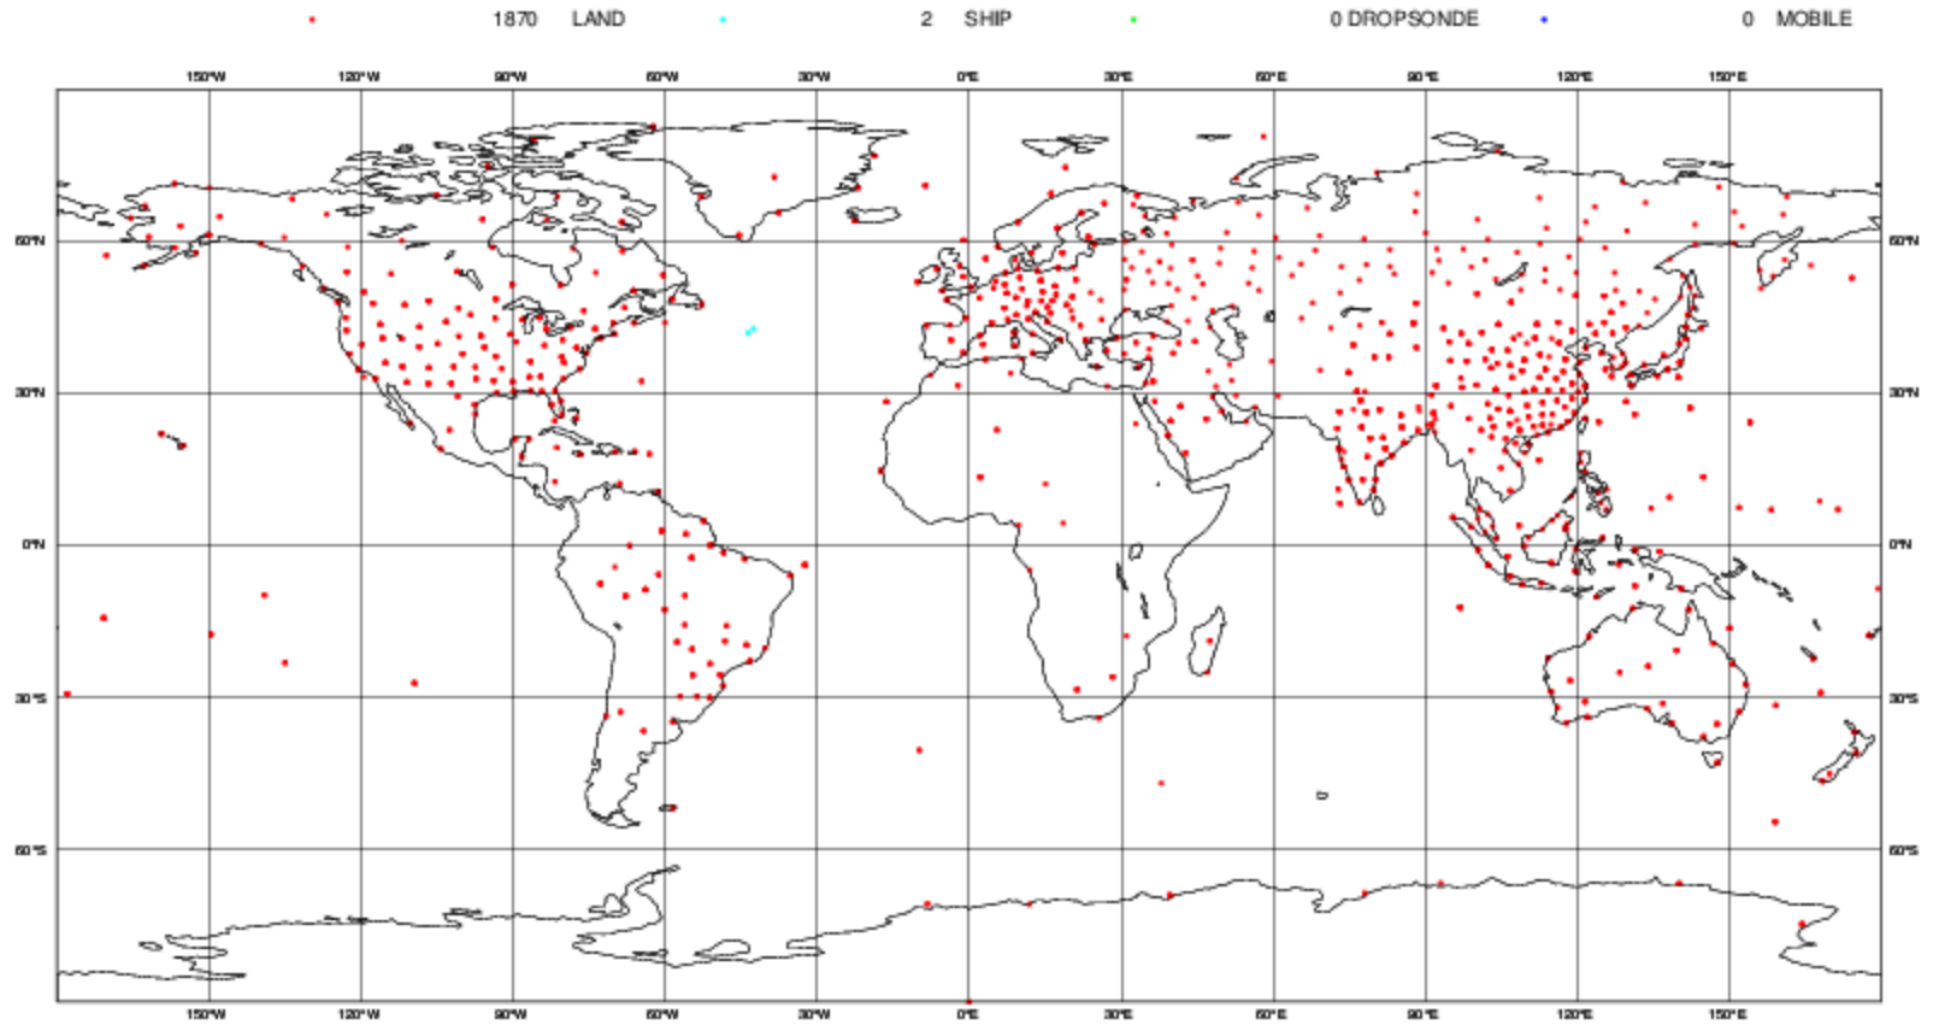 1870 LAND 2 SHIP 0 DROPSONDE 0 MOBILE
150°W 120°W 90°W 60°W 30°W 0°E 30°E 60°E 90°E 120°E 150°E
60°N 60°N
30°N 30°N
0°N 0°N
30°S 30°S
60°S 60°S
150°W 120°W 90°W 60°W 30°W 0°E 30°E 60°E 90°E 120°E 150°E